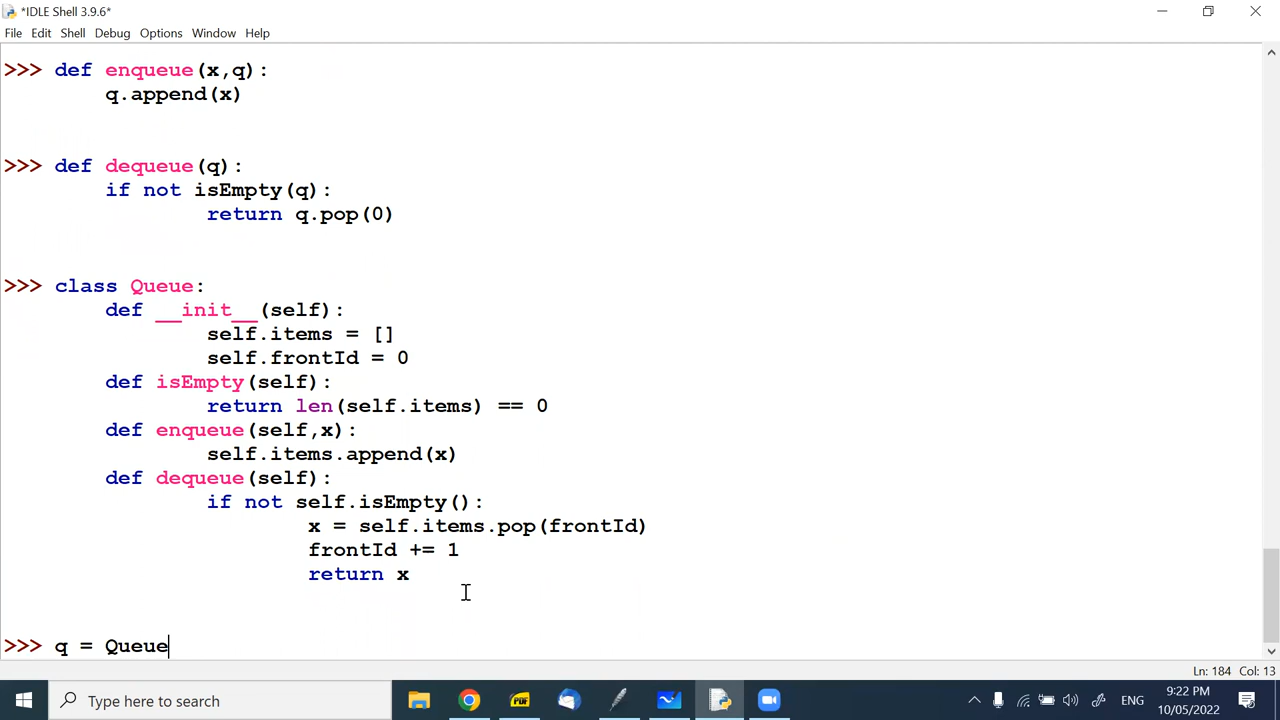 *IDLE Shell 3.9.6*
File Edit Shell Debug Options Window Help
>>> def enqueue(x,q):
        q.append(x)
>>> def dequeue(q):
        if not isEmpty(q):
                return q.pop(0)
>>> class Queue:
        def __init__(self):
                self.items = []
                self.frontId = 0
        def isEmpty(self):
                return len(self.items) == 0
        def enqueue(self,x):
                self.items.append(x)
        def dequeue(self):
                if not self.isEmpty():
                        x = self.items.pop(frontId)
                        frontId += 1
                        return x
>>> q = Queue
Ln: 184 Col: 13
Type here to search
PDF
ENG
9:22 PM
10/05/2022